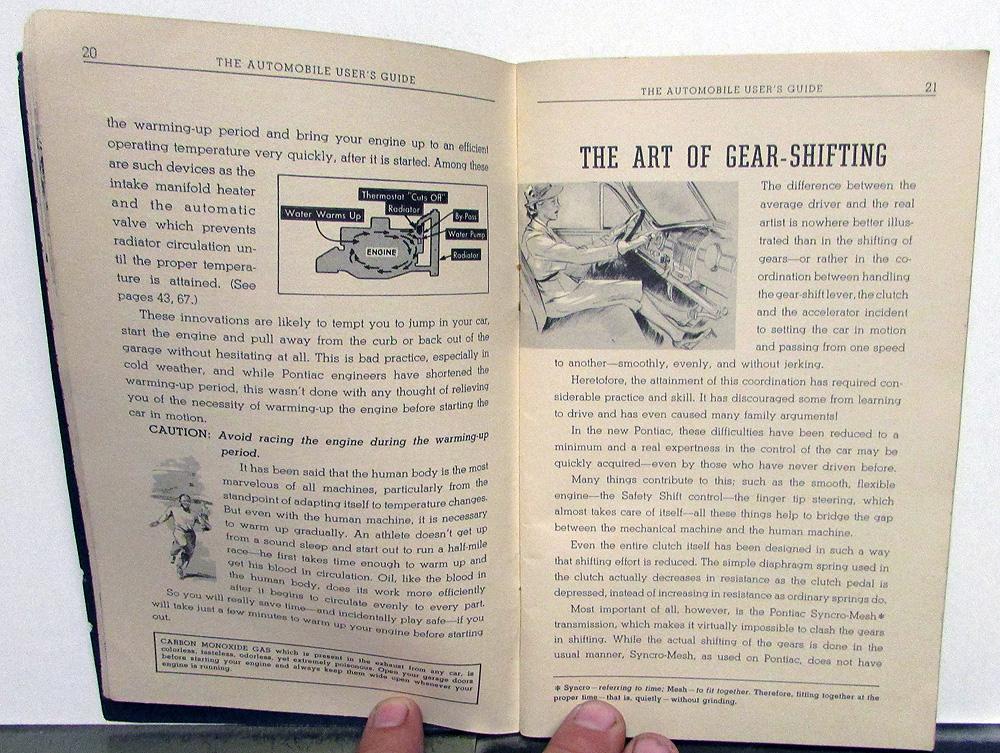 20
THE AUTOMOBILE USER'S GUIDE
the warming-up period and bring your engine up to an efficient
operating temperature very quickly, after it is started. Among these
are such devices as the
intake manifold heater
and the automatic
valve which prevents
radiator circulation un-
til the proper tempera-
ture is attained. (See
pages 43, 67.)
Thermostat "Cuts Off"
Radiator
Water Warms Up
By-Pass
Water Pump
ENGINE
Radiator
These innovations are likely to tempt you to jump in your car,
start the engine and pull away from the curb or back out of the
garage without hesitating at all. This is bad practice, especially in
cold weather, and while Pontiac engineers have shortened the
warming-up period, this wasn't done with any thought of relieving
you of the necessity of warming-up the engine before starting the
car in motion.
CAUTION: Avoid racing the engine during the warming-up
period.
It has been said that the human body is the most
marvelous of all machines, particularly from the
standpoint of adapting itself to temperature changes.
But even with the human machine, it is necessary
to warm up gradually. An athlete doesn't get up
from a sound sleep and start out to run a half-mile
race—he first takes time enough to warm up and
get his blood in circulation. Oil, like the blood in
the human body, does its work more efficiently
after it begins to circulate evenly to every part.
So you will really save time—and incidentally play safe—if you
will take just a few minutes to warm up your engine before starting
out.
CARBON MONOXIDE GAS which is present in the exhaust from any car, is
colorless, tasteless, odorless, yet extremely poisonous. Open your garage doors
before starting your engine and always keep them wide open whenever your
engine is running.
THE AUTOMOBILE USER'S GUIDE
21
THE ART OF GEAR-SHIFTING
The difference between the
average driver and the real
artist is nowhere better illus-
trated than in the shifting of
gears—or rather in the co-
ordination between handling
the gear-shift lever, the clutch
and the accelerator incident
to setting the car in motion
and passing from one speed
to another—smoothly, evenly, and without jerking.
Heretofore, the attainment of this coordination has required con-
siderable practice and skill. It has discouraged some from learning
to drive and has even caused many family arguments!
In the new Pontiac, these difficulties have been reduced to a
minimum and a real expertness in the control of the car may be
quickly acquired—even by those who have never driven before.
Many things contribute to this; such as the smooth, flexible
engine—the Safety Shift control—the finger tip steering, which
almost takes care of itself—all these things help to bridge the gap
between the mechanical machine and the human machine.
Even the entire clutch itself has been designed in such a way
that shifting effort is reduced. The simple diaphragm spring used in
the clutch actually decreases in resistance as the clutch pedal is
depressed, instead of increasing in resistance as ordinary springs do.
Most important of all, however, is the Pontiac Syncro-Mesh*
transmission, which makes it virtually impossible to clash the gears
in shifting. While the actual shifting of the gears is done in the
usual manner, Syncro-Mesh, as used on Pontiac, does not have
* Syncro—referring to time; Mesh—to fit together. Therefore, fitting together at the
proper time—that is, quietly—without grinding.